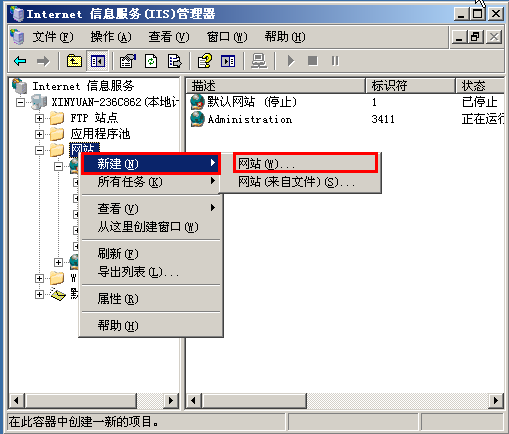 Internet 信息服务(IIS)管理器
文件(F) 操作(A) 查看(V) 窗口(W) 帮助(H)
Internet 信息服务
XINYUAN-236C862(本地计
FTP 站点
应用程序池
网站
描述 标识符 状态
默认网站 (停止) 1 已停止
Administration 3411 正在运行
新建(N)
所有任务(K)
查看(V)
从这里创建窗口(W)
刷新(F)
导出列表(L)...
属性(R)
帮助(H)
网站(W)...
网站(来自文件)(S)...
W
默
在此容器中创建一新的项目。